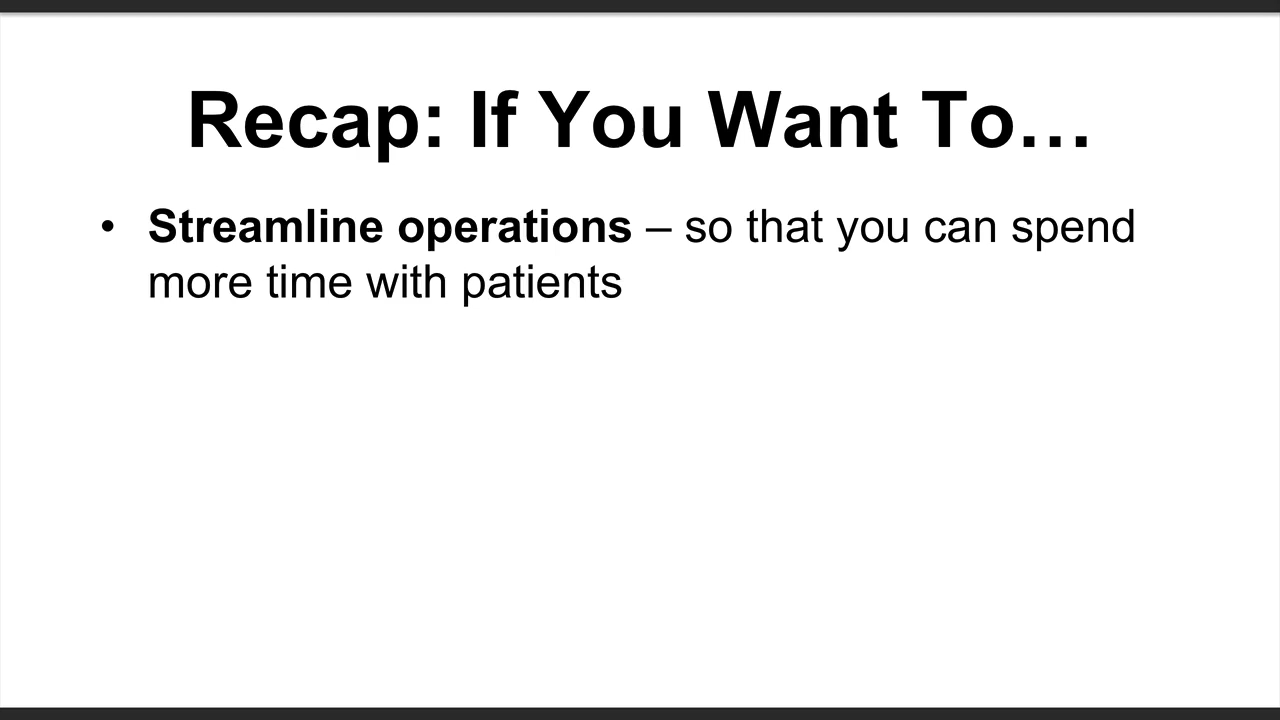 Recap: If You Want To…
• Streamline operations – so that you can spend
more time with patients